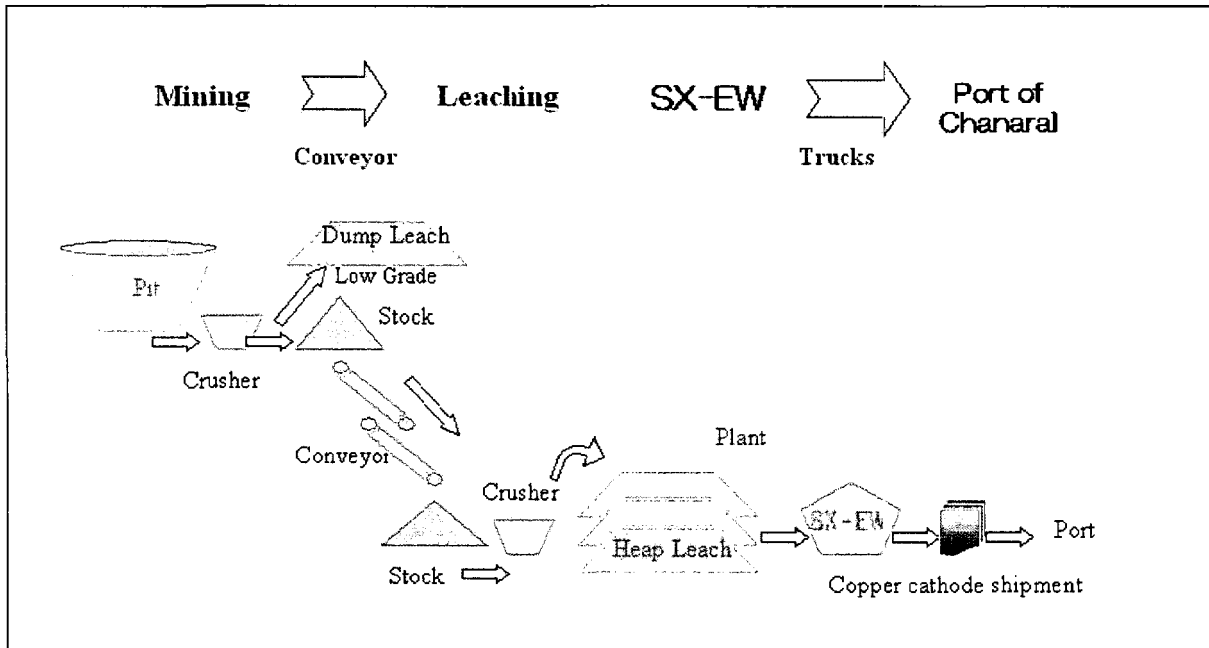 Mining
Leaching
SX-EW
Port of
Chanaral
Conveyor
Trucks
Dump Leach
Low Grade
Pit
Stock
Crusher
Conveyor
Plant
Crusher
SX-EW
Heap Leach
Port
Stock
Copper cathode shipment